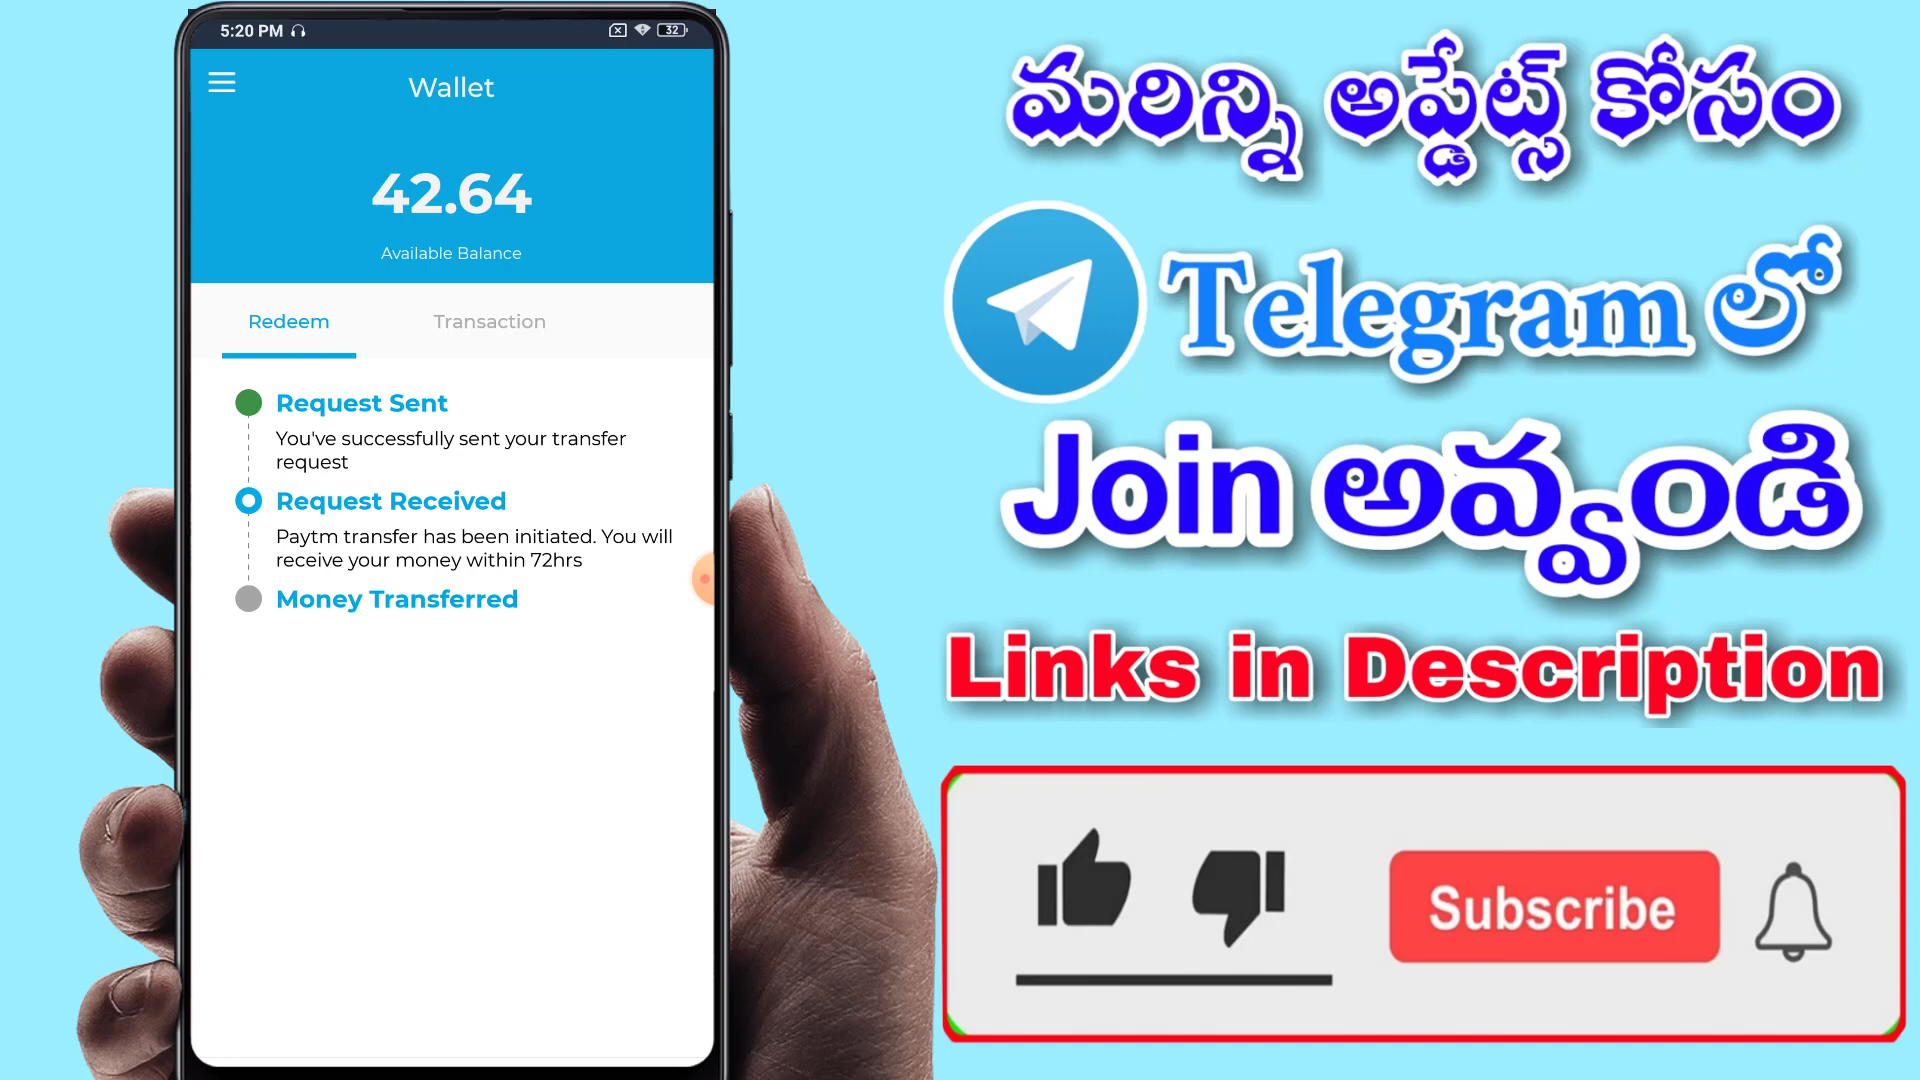 5:20 PM
32
Wallet
42.64
Available Balance
Redeem
Transaction
Request Sent
You've successfully sent your transfer
request
Request Received
Paytm transfer has been initiated. You will
receive your money within 72hrs
Money Transferred
మరిన్ని అప్డేట్స్ కోసం
Telegram లో
Join అవ్వండి
Links in Description
Subscribe